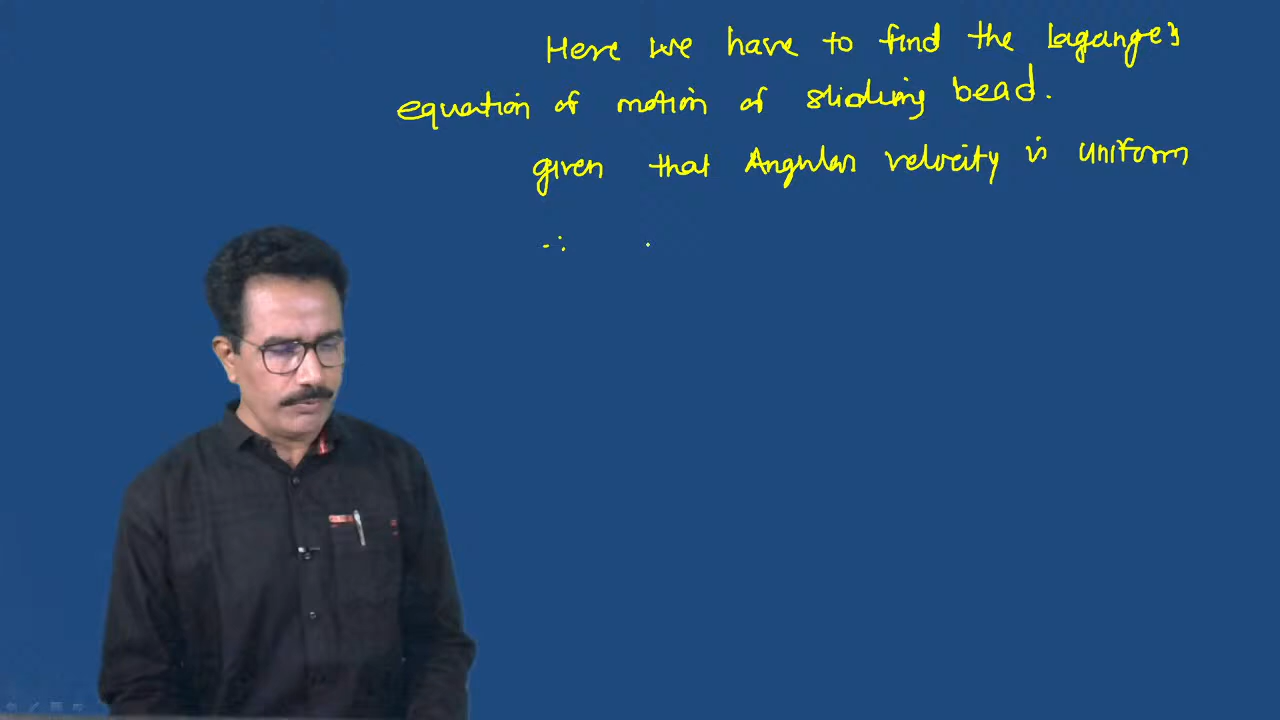 Here we have to find the Lagange's
equation of motion of sliding bead.
given that Angular velocity is uniform
∴